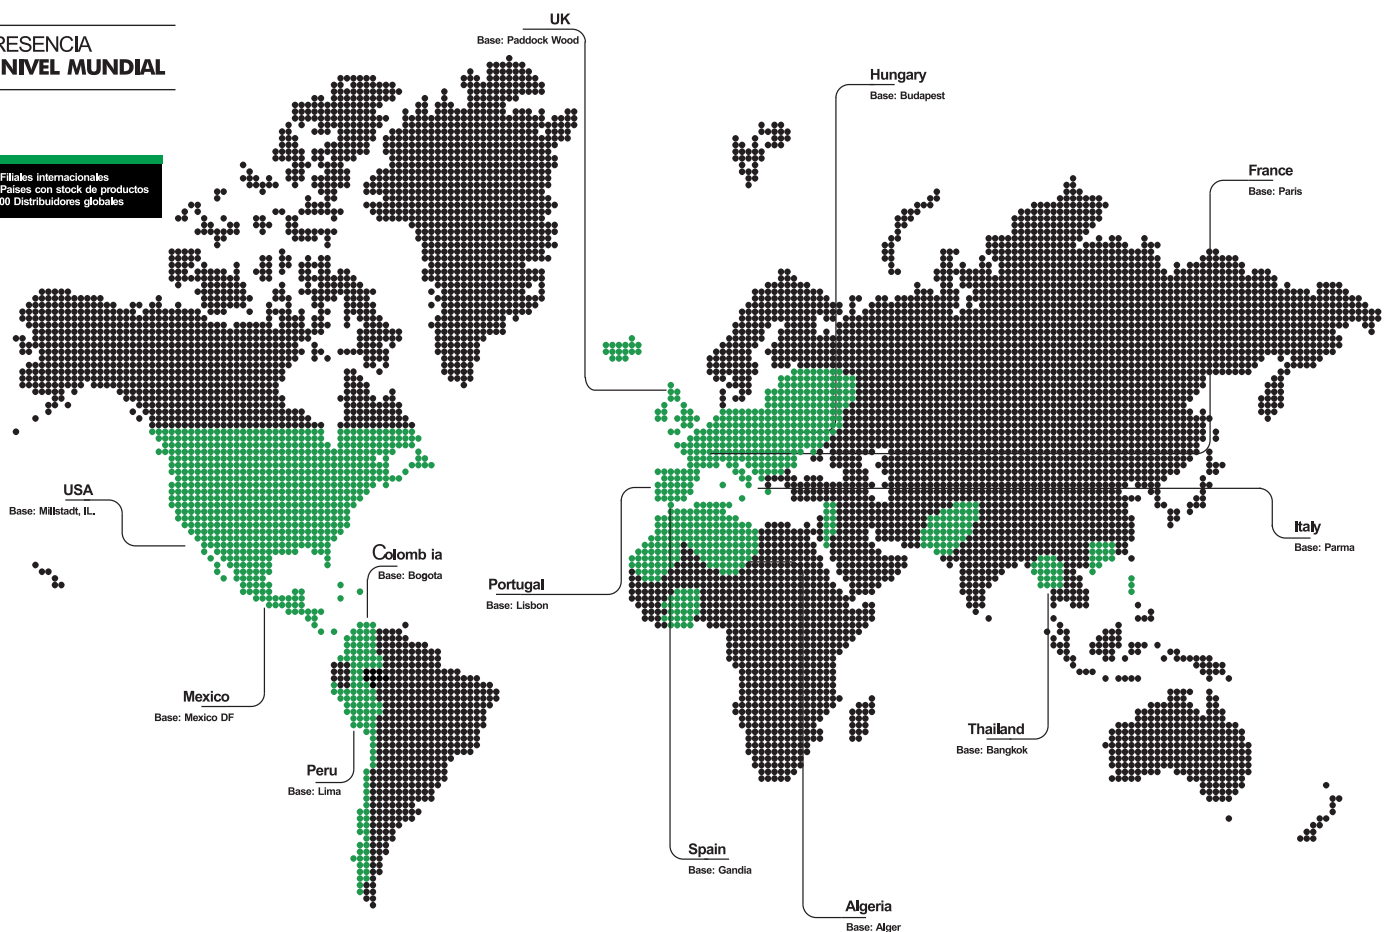 RESENCIA
NIVEL MUNDIAL
Filiales internacionales
Países con stock de productos
00 Distribuidores globales
UK
Base: Paddock Wood
Hungary
Base: Budapest
France
Base: Paris
USA
Base: Millstadt, IL.
Colomb ia
Base: Bogota
Portugal
Base: Lisbon
Italy
Base: Parma
Mexico
Base: Mexico DF
Thailand
Base: Bangkok
Peru
Base: Lima
Spain
Base: Gandia
Algeria
Base: Alger